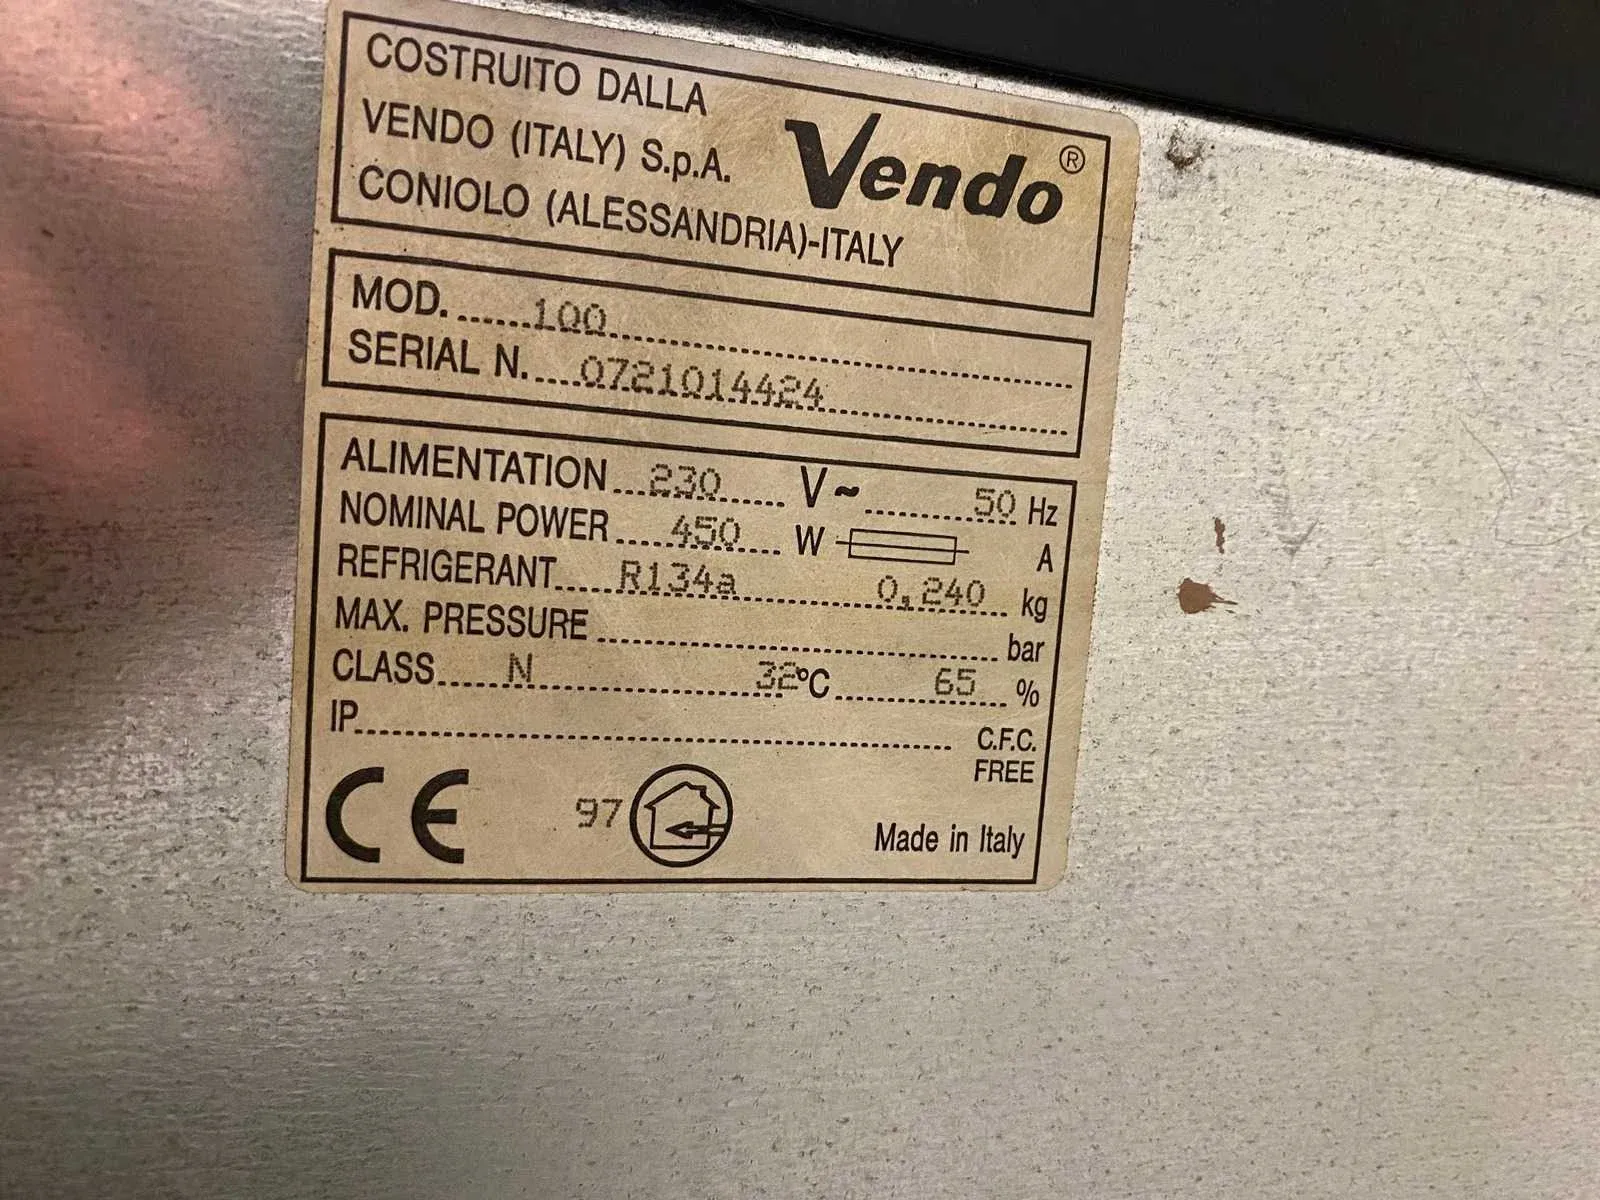 COSTRUITO DALLA
VENDO (ITALY) S.p.A.
CONIOLO (ALESSANDRIA)-ITALY
Vendo®
MOD. 100
SERIAL N. 0721014424
ALIMENTATION 230 V~ 50 Hz
NOMINAL POWER 450 W A
REFRIGERANT R134a 0,240 kg
MAX. PRESSURE bar
CLASS N 32°C 65 %
IP
C.F.C.
FREE
CE 97
Made in Italy